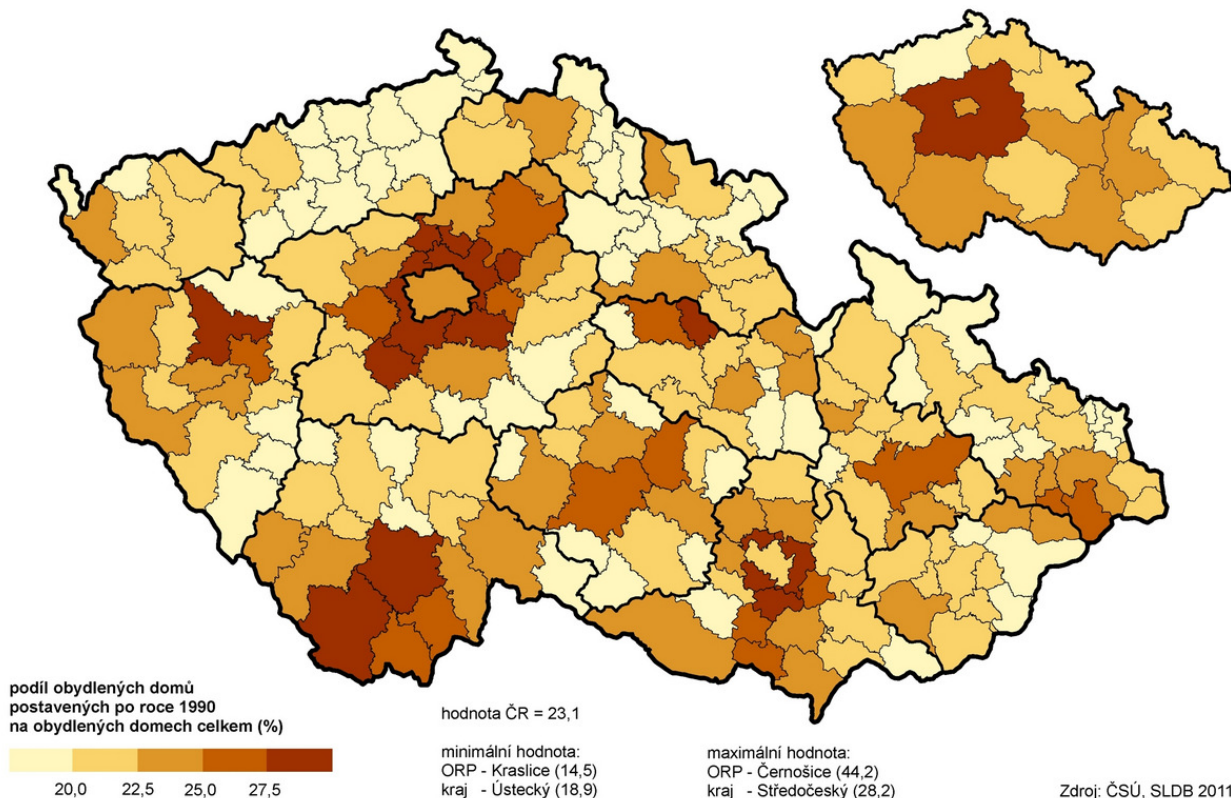 podíl obydlených domů
postavených po roce 1990
na obydlených domech celkem (%)
20,0 22,5 25,0 27,5
hodnota ČR = 23,1
minimální hodnota:
ORP - Kraslice (14,5)
kraj - Ústecký (18,9)
maximální hodnota:
ORP - Černošice (44,2)
kraj - Středočeský (28,2)
Zdroj: ČSÚ, SLDB 2011